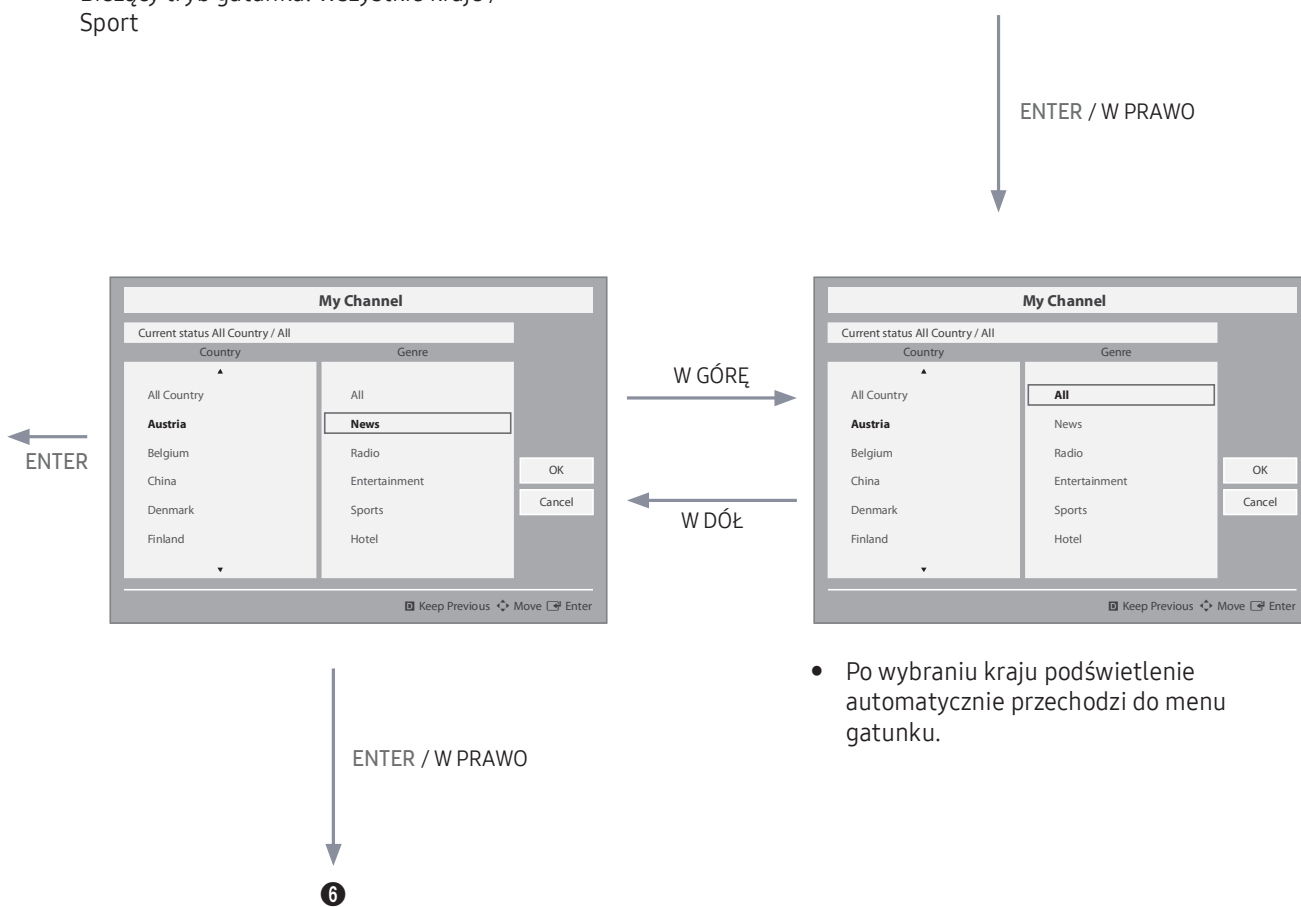 Sport
ENTER / W PRAWO
My Channel
Current status All Country / All
Country Genre
▲
All Country All
Austria News
Belgium Radio
China Entertainment
Denmark Sports
Finland Hotel
▼
OK
Cancel
D Keep Previous Move Enter
ENTER
W GÓRĘ
W DÓŁ
My Channel
Current status All Country / All
Country Genre
▲
All Country All
Austria News
Belgium Radio
China Entertainment
Denmark Sports
Finland Hotel
▼
OK
Cancel
D Keep Previous Move Enter
• Po wybraniu kraju podświetlenie
automatycznie przechodzi do menu
gatunku.
ENTER / W PRAWO
❻